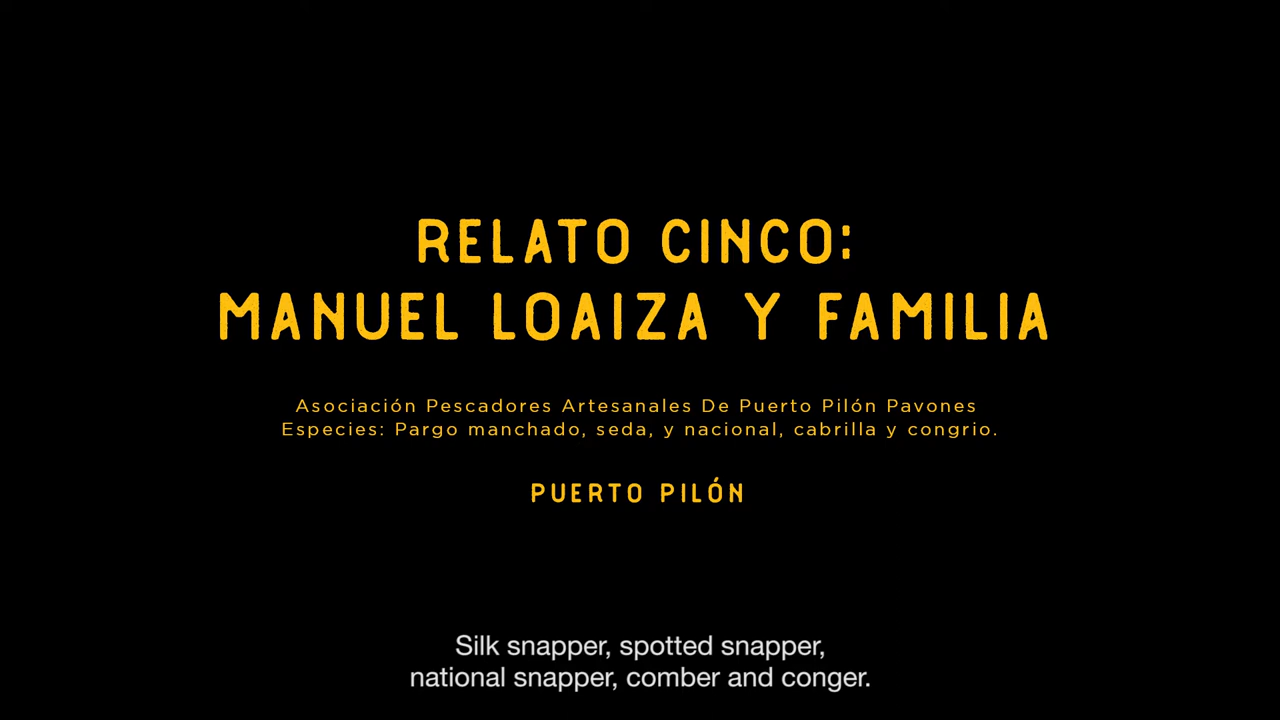 RELATO CINCO:
MANUEL LOAIZA Y FAMILIA
Asociación Pescadores Artesanales De Puerto Pilón Pavones
Especies: Pargo manchado, seda, y nacional, cabrilla y congrio.
PUERTO PILÓN
Silk snapper, spotted snapper,
national snapper, comber and conger.